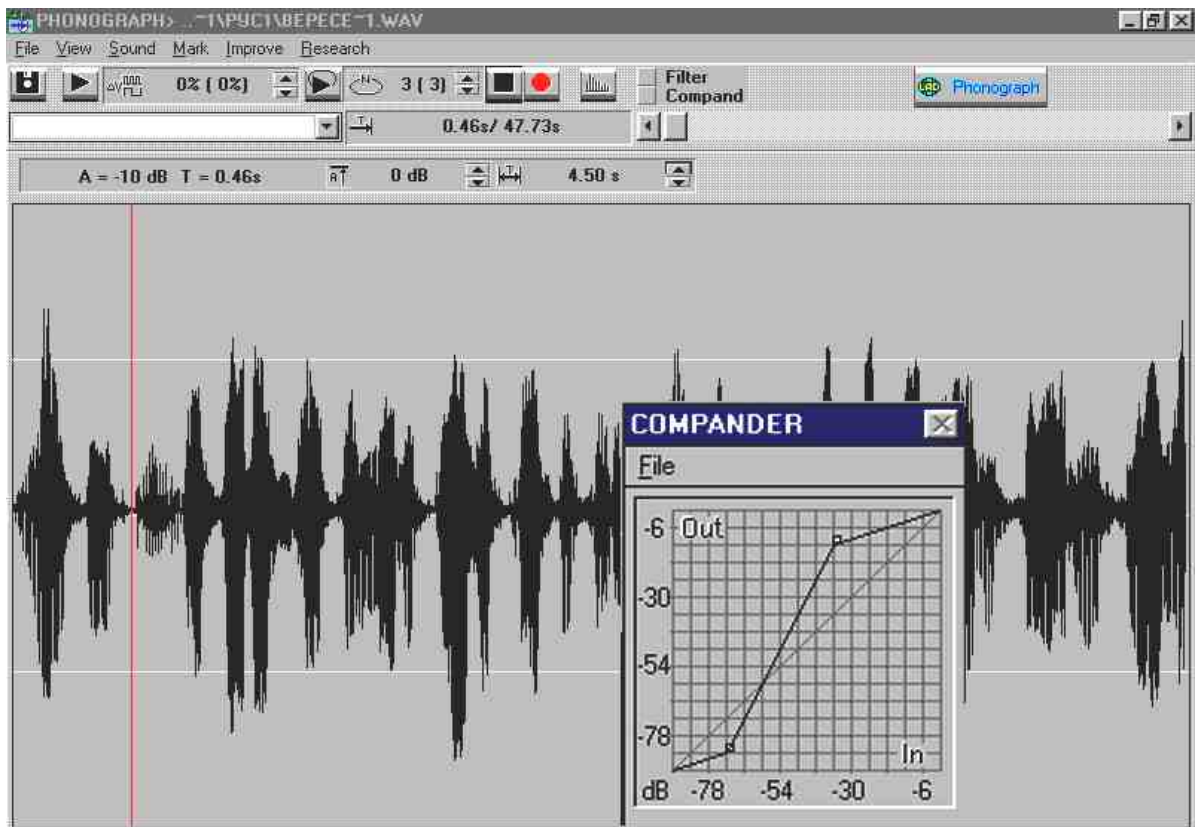 PHONOGRAPH> ...~1\РУС1\ВЕРЕСЕ~1.WAV
File View Sound Mark Improve Research
0% ( 0%) N 3 ( 3) Filter
Compand
LAD Phonograph
T 0.46s/ 47.73s
A = -10 dB T = 0.46s A 0 dB T 4.50 s
COMPANDER
File
-6 Out
-30
-54
-78 In
dB -78 -54 -30 -6